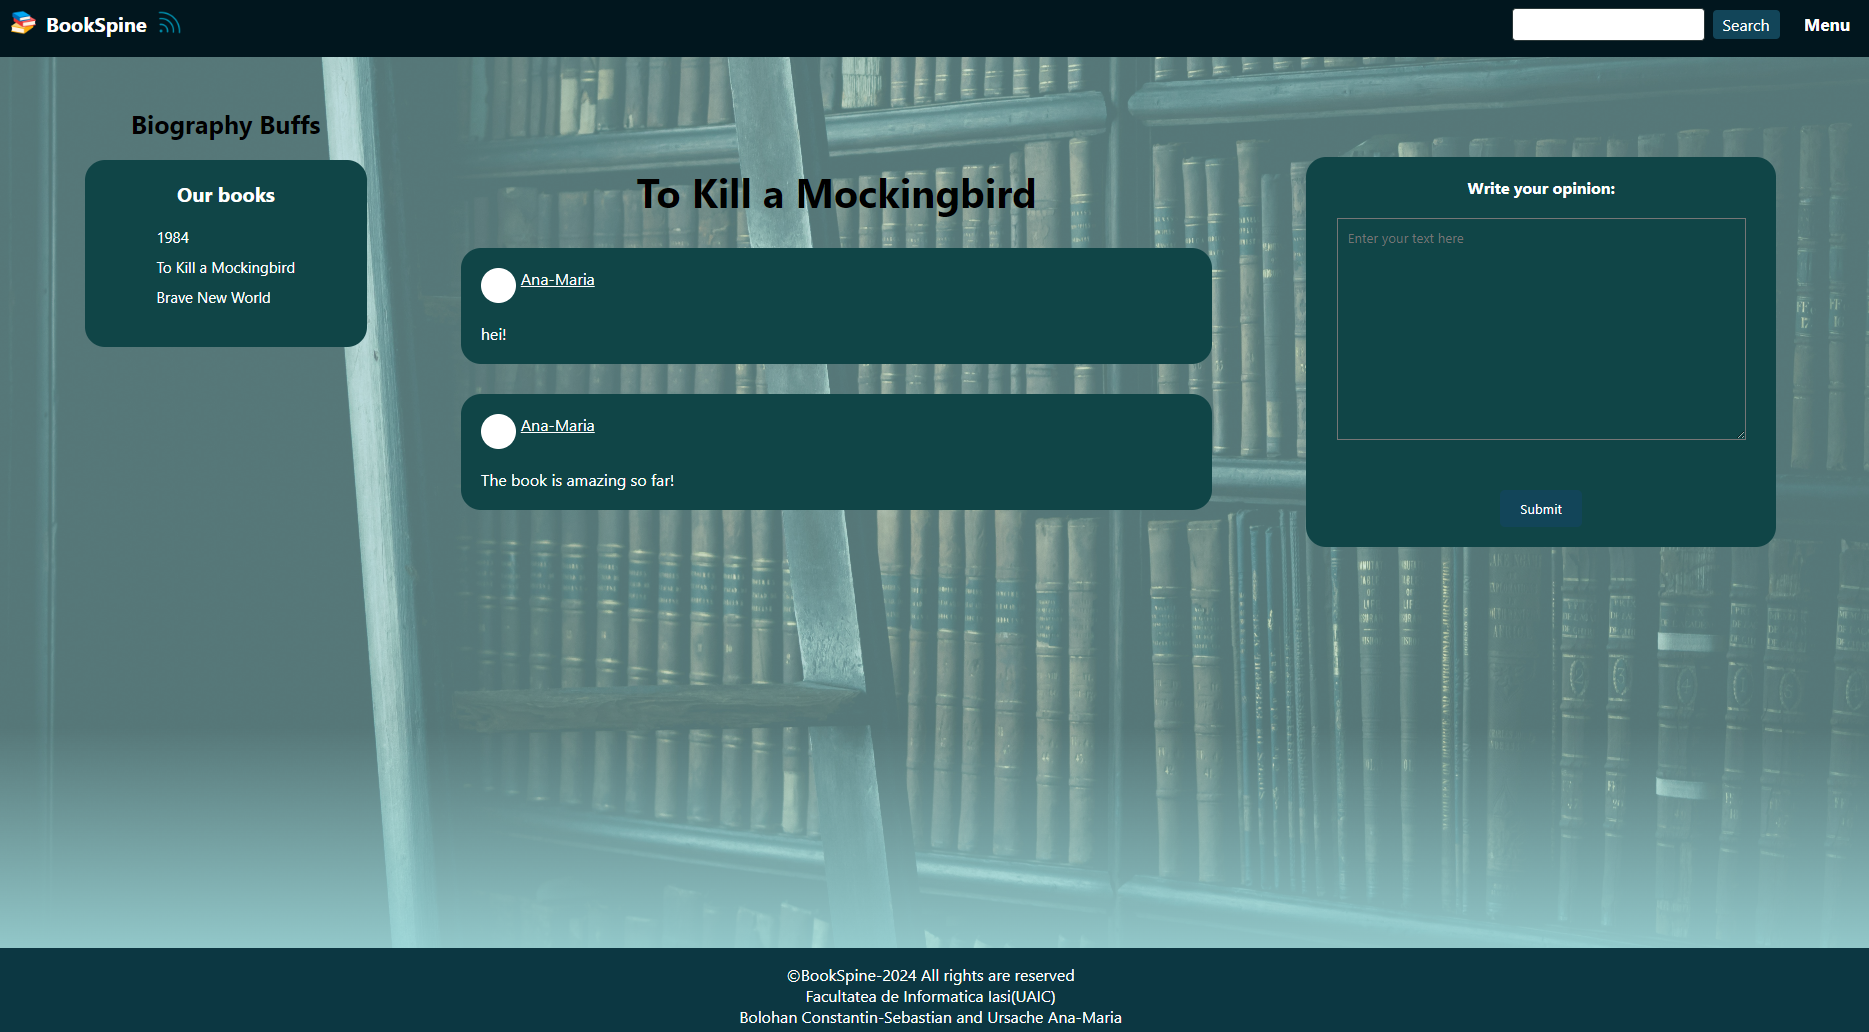 BookSpine
Search
Menu
Biography Buffs
Our books
1984
To Kill a Mockingbird
Brave New World
To Kill a Mockingbird
Ana-Maria
hei!
Ana-Maria
The book is amazing so far!
Write your opinion:
Enter your text here
Submit
©BookSpine-2024 All rights are reserved
Facultatea de Informatica Iasi(UAIC)
Bolohan Constantin-Sebastian and Ursache Ana-Maria